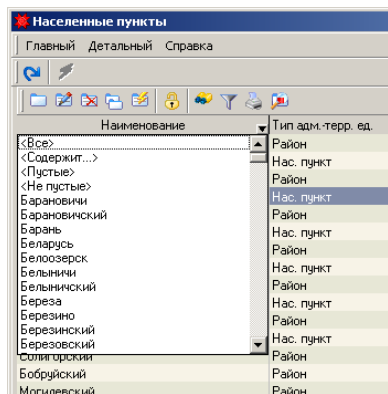 Населенные пункты
Главный Детальный Справка
Наименование Тип адм.-терр. ед.
<Все> Район
<Содержит...> Нас. пункт
<Пустые> Район
<Не пустые> Нас. пункт
Барановичи Район
Барановичский Нас. пункт
Барань Район
Беларусь Нас. пункт
Белоозерск Район
Белыничи Нас. пункт
Белыничский Район
Береза Нас. пункт
Березино Район
Березинский Нас. пункт
Березовский
Солигорский Район
Бобруйский Район
Могилевский Район